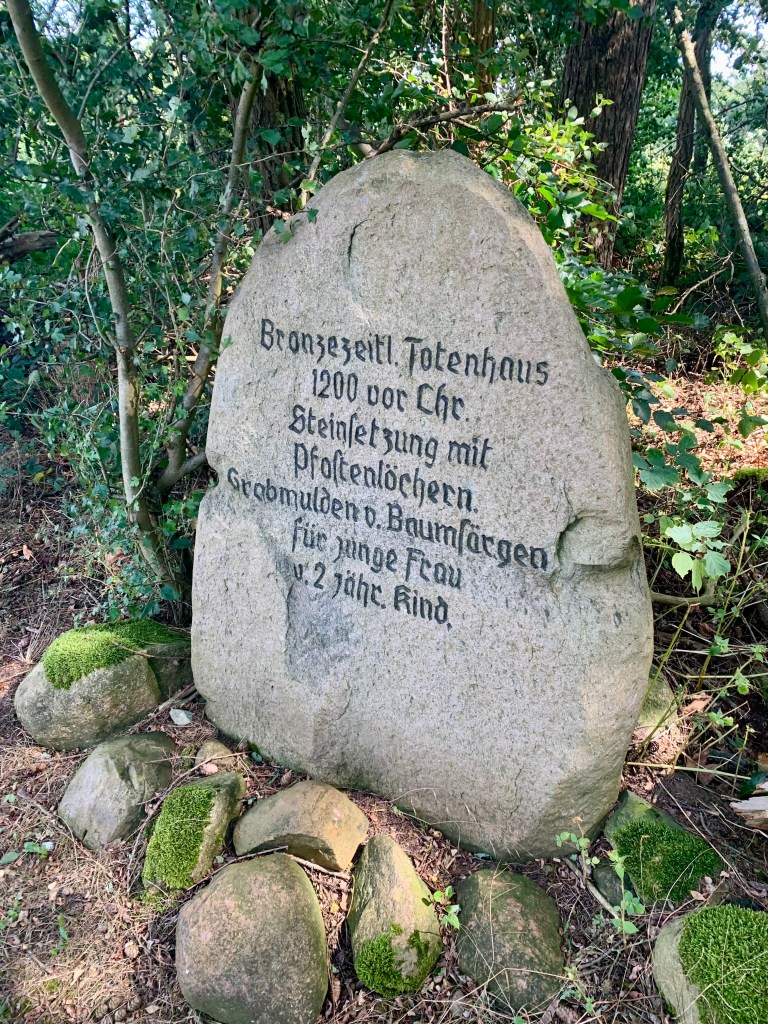 Bronzezeitl. Totenhaus
1200 vor Chr.
Steinsetzung mit
Pfostenlöchern.
Grabmulden v. Baumsärgen
für junge Frau
u. 2 jähr. Kind.